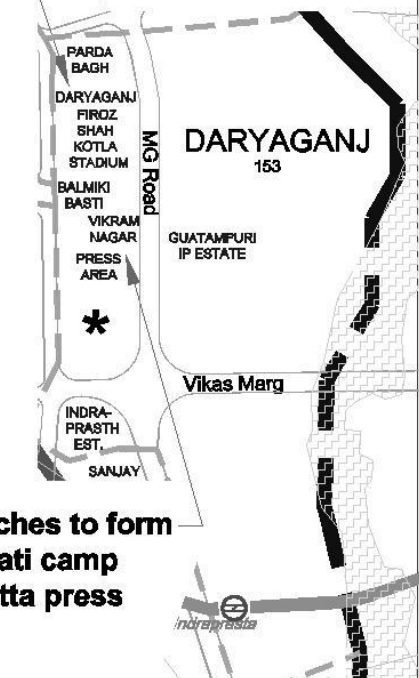 PARDA
BAGH
DARYAGANJ
FIROZ
SHAH
KOTLA
STADIUM
BALMIKI
BASTI
VIKRAM
NAGAR
PRESS
AREA
*
MG Road
DARYAGANJ
153
GUATAMPURI
IP ESTATE
Vikas Marg
INDRA-
PRASTH
EST.
SANJAY
ches to form
ati camp
tta press
Indraprasta